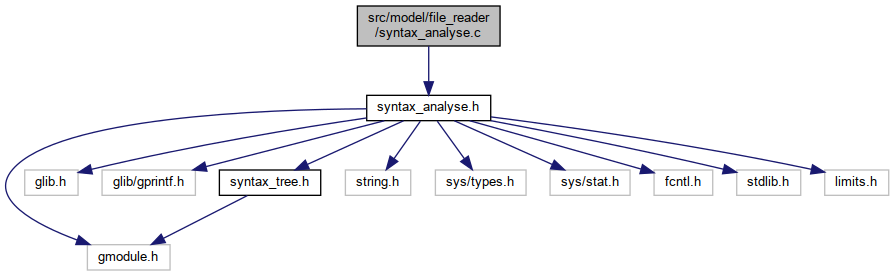 src/model/file_reader
/syntax_analyse.c
syntax_analyse.h
glib.h
glib/gprintf.h
syntax_tree.h
string.h
sys/types.h
sys/stat.h
fcntl.h
stdlib.h
limits.h
gmodule.h